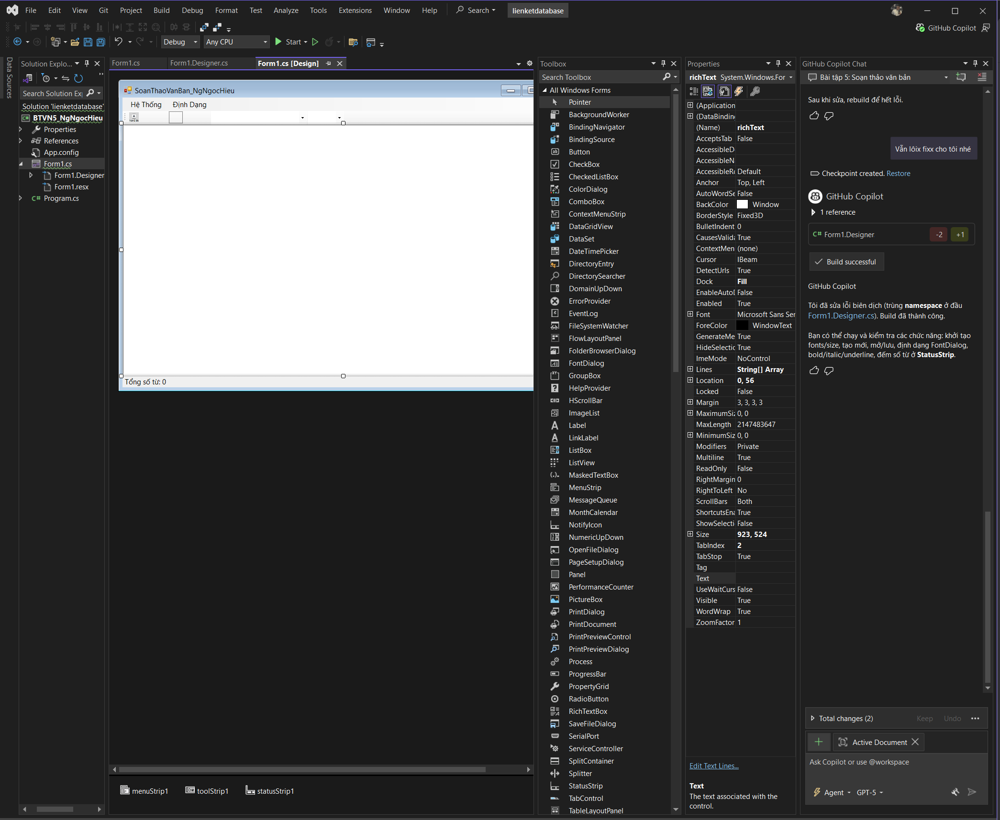 File Edit View Git Project Build Debug Format Test Analyze Tools Extensions Window Help Search lienketdatabase
GitHub Copilot
Debug Any CPU Start
Data Sources
Solution Explo...
Search Solution Ex
Solution 'lienketdatabase'
C# BTVN5_NgNgocHieu
Properties
References
App.config
Form1.cs
Form1.Designer
Form1.resx
C# Program.cs
Form1.cs Form1.Designer.cs Form1.cs [Design]
SoanThaoVanBan_NgNgocHieu
Hệ Thống Định Dạng
Tổng số từ: 0
menuStrip1 toolStrip1 statusStrip1
Toolbox
Search Toolbox
All Windows Forms
Pointer
BackgroundWorker
BindingNavigator
BindingSource
Button
CheckBox
CheckedListBox
ColorDialog
ComboBox
ContextMenuStrip
DataGridView
DataSet
DateTimePicker
DirectoryEntry
DirectorySearcher
DomainUpDown
ErrorProvider
EventLog
FileSystemWatcher
FlowLayoutPanel
FolderBrowserDialog
FontDialog
GroupBox
HelpProvider
HScrollBar
ImageList
Label
LinkLabel
ListBox
ListView
MaskedTextBox
MenuStrip
MessageQueue
MonthCalendar
NotifyIcon
NumericUpDown
OpenFileDialog
PageSetupDialog
Panel
PerformanceCounter
PictureBox
PrintDialog
PrintDocument
PrintPreviewControl
PrintPreviewDialog
Process
ProgressBar
PropertyGrid
RadioButton
RichTextBox
SaveFileDialog
SerialPort
ServiceController
SplitContainer
Splitter
StatusStrip
TabControl
TableLayoutPanel
Properties
richText System.Windows.For
(Application
(DataBindin
(Name) richText
AcceptsTab False
AccessibleD
AccessibleN
AccessibleRo Default
Anchor Top, Left
AutoWordSe False
BackColor Window
BorderStyle Fixed3D
BulletIndent 0
CausesValida True
ContextMen (none)
Cursor IBeam
DetectUrls True
Dock Fill
EnableAutoD False
Enabled True
Font Microsoft Sans Ser
ForeColor WindowText
GenerateMe True
HideSelectio True
ImeMode NoControl
Lines String[] Array
Location 0, 56
Locked False
Margin 3, 3, 3, 3
MaximumSiz 0, 0
MaxLength 2147483647
MinimumSiz 0, 0
Modifiers Private
Multiline True
ReadOnly False
RightMargin 0
RightToLeft No
ScrollBars Both
ShortcutsEna True
ShowSelecti False
Size 923, 524
TabIndex 2
TabStop True
Tag
Text
UseWaitCurs False
Visible True
WordWrap True
ZoomFactor 1
Edit Text Lines...
Text
The text associated with the
control.
GitHub Copilot Chat
Bài tập 5: Soạn thảo văn bản
Sau khi sửa, rebuild để hết lỗi.
Vẫn lôix fixx cho tôi nhé
Checkpoint created. Restore
GitHub Copilot
1 reference
C# Form1.Designer -2 +1
Build successful
GitHub Copilot
Tôi đã sửa lỗi biên dịch (trùng namespace ở đầu
Form1.Designer.cs). Build đã thành công.
Bạn có thể chạy và kiểm tra các chức năng: khởi tạo
fonts/size, tạo mới, mở/lưu, định dạng FontDialog,
bold/italic/underline, đếm số từ ở StatusStrip.
Total changes (2) Keep Undo
Active Document
Ask Copilot or use @workspace
Agent GPT-5